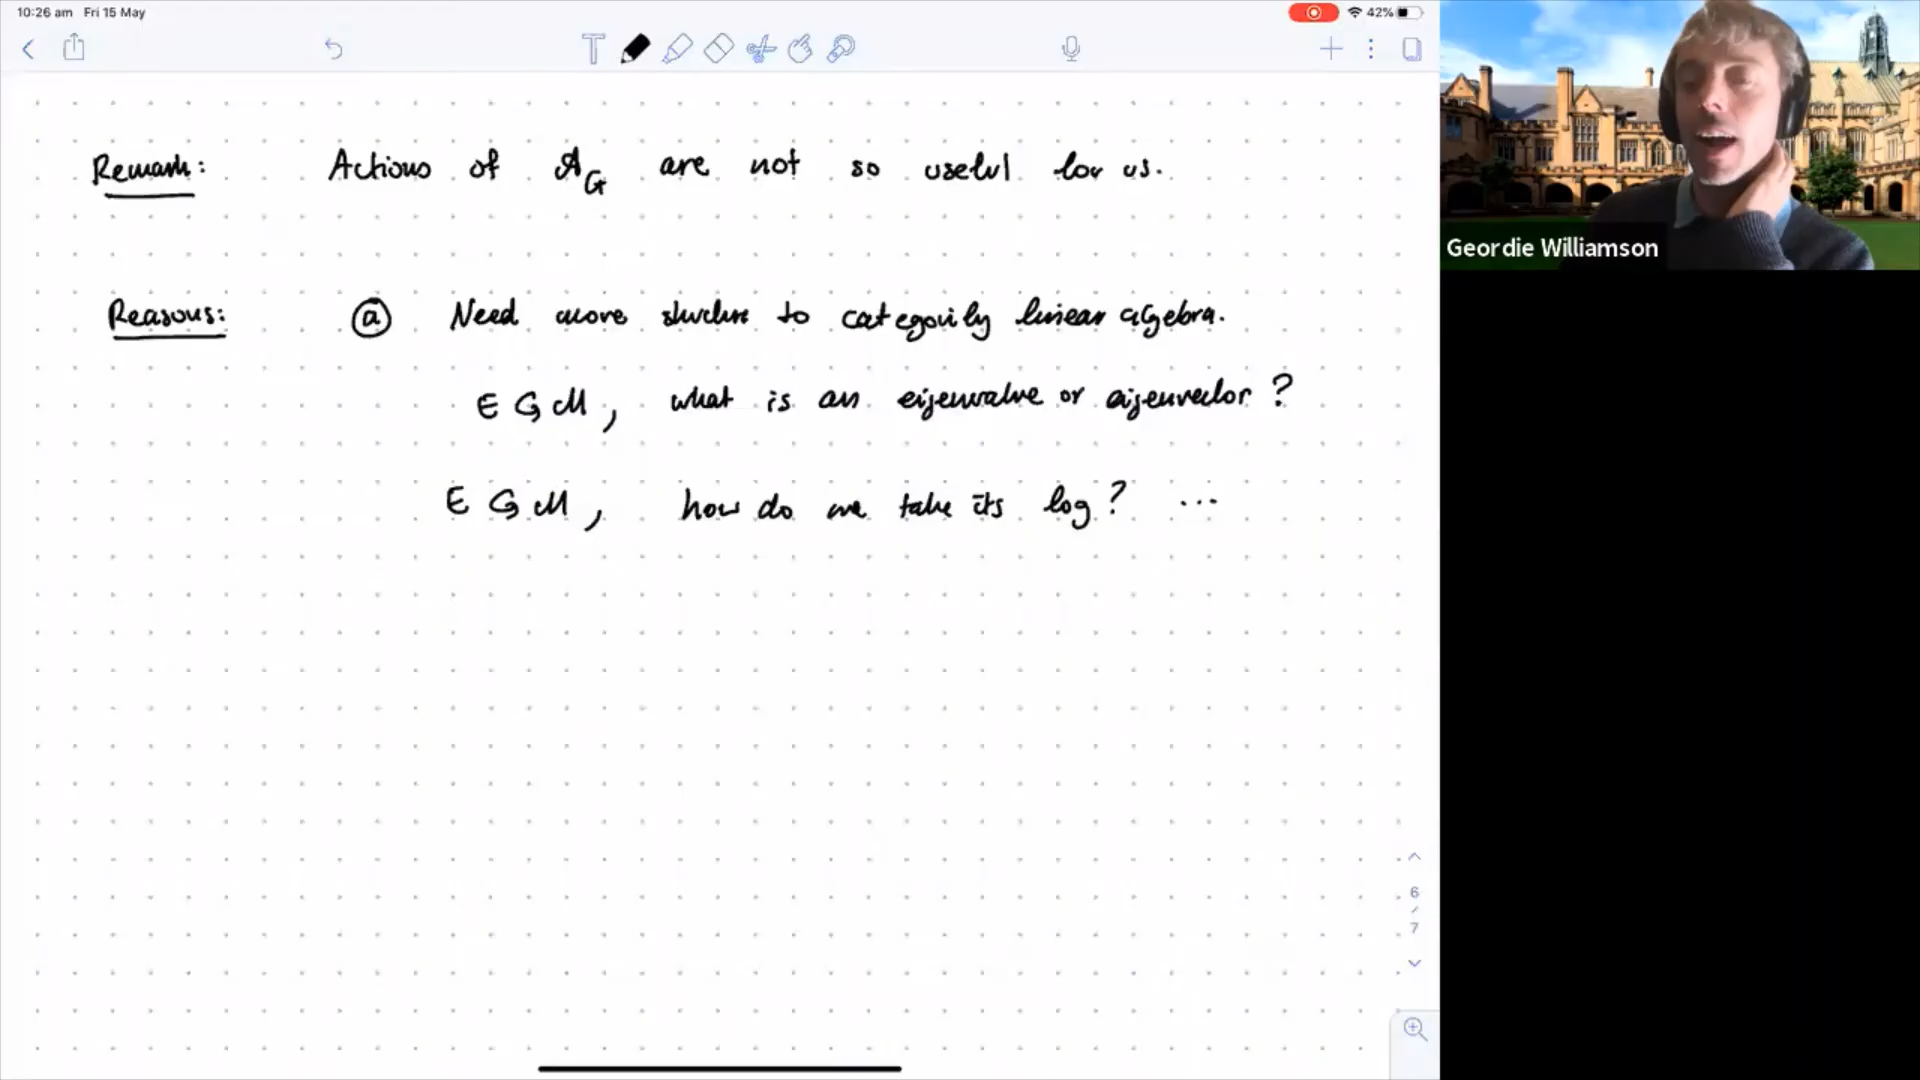 10:26 am Fri 15 May
42%
Remark: Actions of 𝒜_G are not so useful for us.
Reasons: ⓐ Need more structure to categorify linear algebra.
E G M, what is an eigenvalue or eigenvector?
E G M, how do we take its log? ...
Geordie Williamson
6
/
7